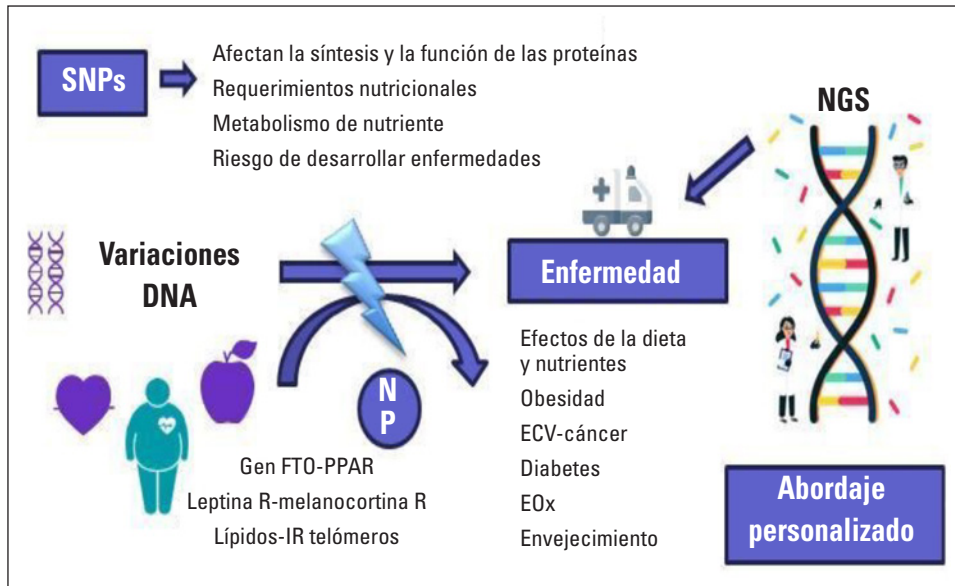 SNPs
Afectan la síntesis y la función de las proteínas
Requerimientos nutricionales
Metabolismo de nutriente
Riesgo de desarrollar enfermedades
NGS
Variaciones
DNA
Enfermedad
N
P
Gen FTO-PPAR
Leptina R-melanocortina R
Lípidos-IR telómeros
Efectos de la dieta
y nutrientes
Obesidad
ECV-cáncer
Diabetes
EOx
Envejecimiento
Abordaje
personalizado